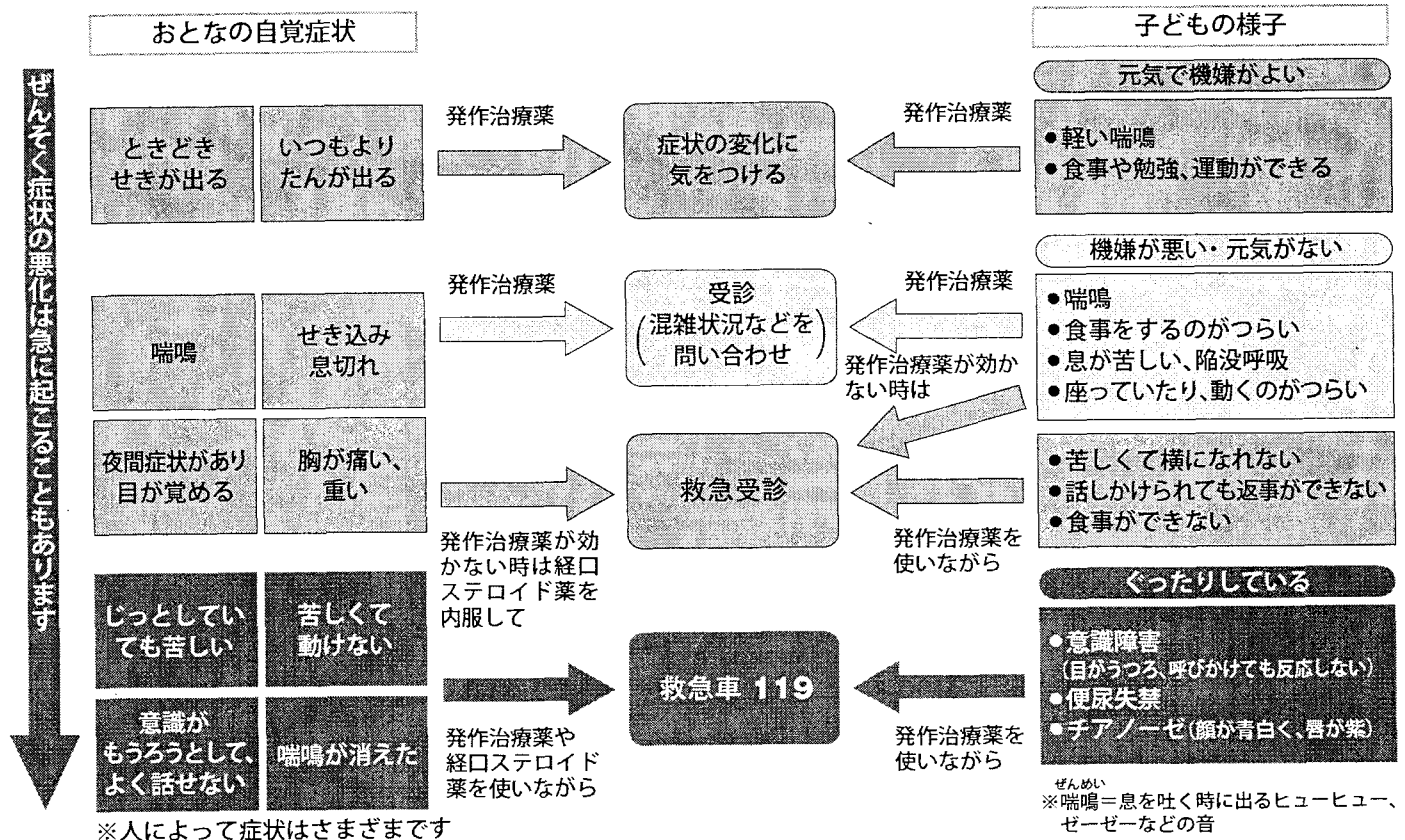 おとなの自覚症状
子どもの様子
ぜんそく症状の悪化は急に起こることもあります
ときどき
せきが出る
いつもより
たんが出る
発作治療薬
症状の変化に
気をつける
発作治療薬
元気で機嫌がよい
●軽い喘鳴
●食事や勉強、運動ができる
喘鳴
せき込み
息切れ
発作治療薬
受診
(混雑状況などを
問い合わせ)
発作治療薬
機嫌が悪い・元気がない
●喘鳴
●食事をするのがつらい
●息が苦しい、陥没呼吸
●座っていたり、動くのがつらい
発作治療薬が効か
ない時は
夜間症状があり
目が覚める
胸が痛い、
重い
発作治療薬が効
かない時は経口
ステロイド薬を
内服して
救急受診
発作治療薬を
使いながら
●苦しくて横になれない
●話しかけられても返事ができない
●食事ができない
じっとしてい
ても苦しい
苦しくて
動けない
意識が
もうろうとして、
よく話せない
喘鳴が消えた
発作治療薬や
経口ステロイド
薬を使いながら
救急車 119
発作治療薬を
使いながら
ぐったりしている
●意識障害
(目がうつろ、呼びかけても反応しない)
●便尿失禁
●チアノーゼ(顔が青白く、唇が紫)
※人によって症状はさまざまです
ぜんめい
※喘鳴=息を吐く時に出るヒューヒュー、
ゼーゼーなどの音